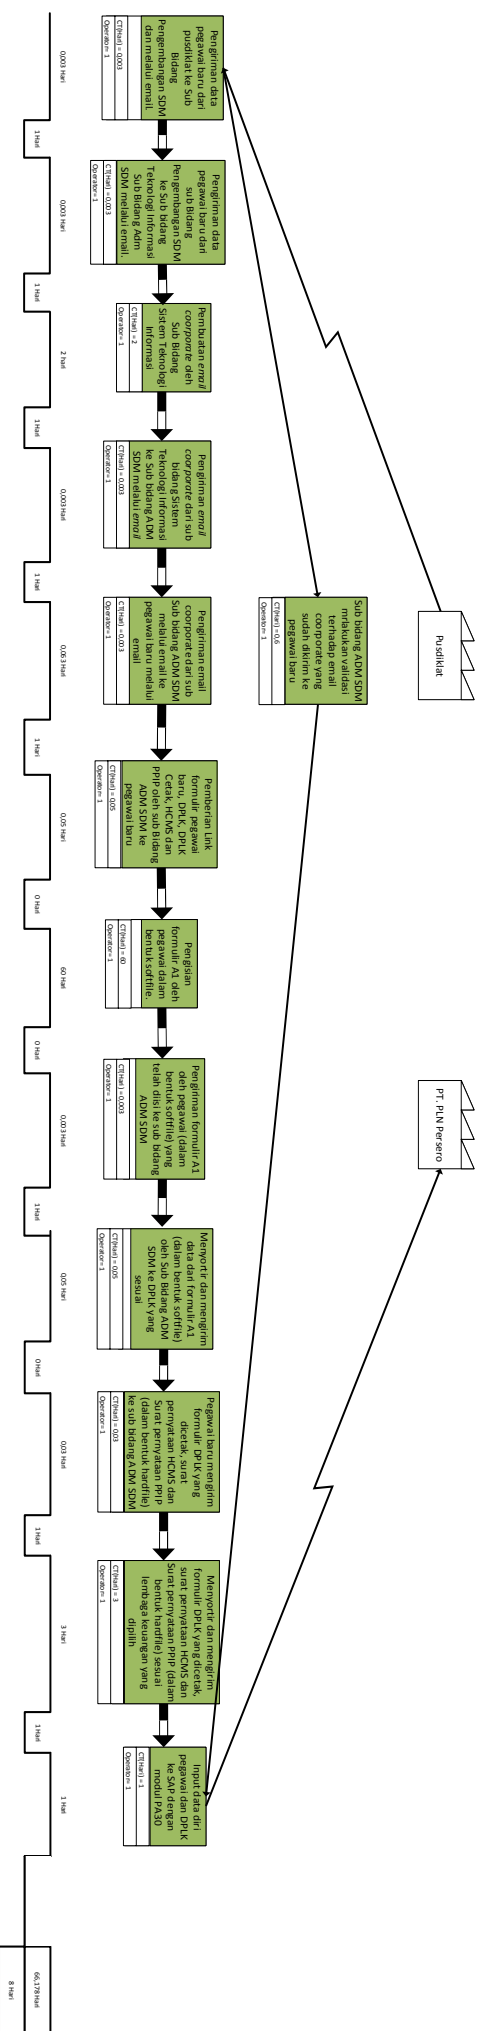 Pusdiklat
PT. PLN Persero
Sub bidang ADM SDM
mrlakukan validasi
terhadap email
coorporate yang
sudah dikirim ke
pegawai baru
CT(Hari) = 0,6
Operator= 1
Pengiriman data
pegawai baru dari
pusdiklat ke Sub
Bidang
Pengembangan SDM
dan melalui email.
CT(Hari) = 0,003
Operator= 1
Pengiriman data
pegawai baru dari
sub Bidang
Pengembangan SDM
ke Sub bidang
Teknologi Informasi
Sub Bidang Adm
SDM melalui email.
CT(Hari) = 0,003
Operator= 1
Pembuatan email
coorporate oleh
Sub Bidang
Sistem Teknologi
Informasi
CT(Hari) = 2
Operator= 1
Pengiriman email
coorporate dari sub
bidang Sistem
Teknologi Informasi
ke Sub bidang ADM
SDM melalui email
CT(Hari) = 0,003
Operator= 1
Pengiriman email
coorporate dari sub
Sub bidang ADM SDM
melalui email ke
pegawai baru melalui
email
CT(Hari) = 0,003
Operator= 1
Pemberian Link
formulir pegawai
baru, DPLK, DPLK
Cetak, HCMS dan
PPIP oleh sub Bidang
ADM SDM ke
pegawai baru
CT(Hari) = 0,05
Operator= 1
Pengisian
formulir A1 oleh
pegawai dalam
bentuk softfile.
CT(Hari) = 60
Operator= 1
Pengiriman formulir A1
oleh pegawai (dalam
bentuk softfile) yang
telah diisi ke sub bidang
ADM SDM
CT(Hari) = 0,003
Operator= 1
Menyortir dan mengirim
data dari formulir A1
(dalam bentuk softfile)
oleh Sub Bidang ADM
SDM ke DPLK yang
sesuai
CT(Hari) = 0,05
Operator= 1
Pegawai baru mengirim
formulir DPLK yang
dicetak, surat
pernyataan HCMS dan
Surat pernyataan PPIP
(dalam bentuk hardfile)
ke sub bidang ADM SDM
CT(Hari) = 0,03
Operator= 1
Menyortir dan mengirim
formulir DPLK yang dicetak,
surat pernyataan HCMS dan
Surat pernyataan PPIP (dalam
bentuk hardfile) sesuai
lembaga keuangan yang
dipilih
CT(Hari) = 3
Operator= 1
Input data diri
pegawai dan DPLK
ke SAP dengan
modul PA30
CT(Hari) = 1
Operator= 1
0,003 Hari
1 Hari
0,003 Hari
1 Hari
2 hari
1 Hari
0,003 Hari
1 Hari
0,063 Hari
1 Hari
0,05 Hari
0 Hari
60 Hari
0 Hari
0,003 Hari
1 Hari
0,05 Hari
0 Hari
0,03 Hari
1 Hari
3 Hari
1 Hari
1 Hari
66,178 Hari
8 Hari